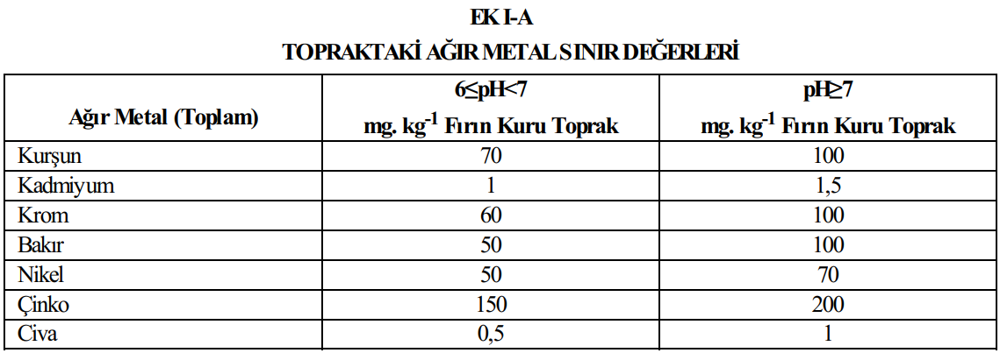 EK I-A
TOPRAKTAKİ AĞIR METAL SINIR DEĞERLERİ
Ağır Metal (Toplam) 6≤pH<7 mg. kg-1 Fırın Kuru Toprak pH≥7 mg. kg-1 Fırın Kuru Toprak
Kurşun 70 100
Kadmiyum 1 1,5
Krom 60 100
Bakır 50 100
Nikel 50 70
Çinko 150 200
Civa 0,5 1